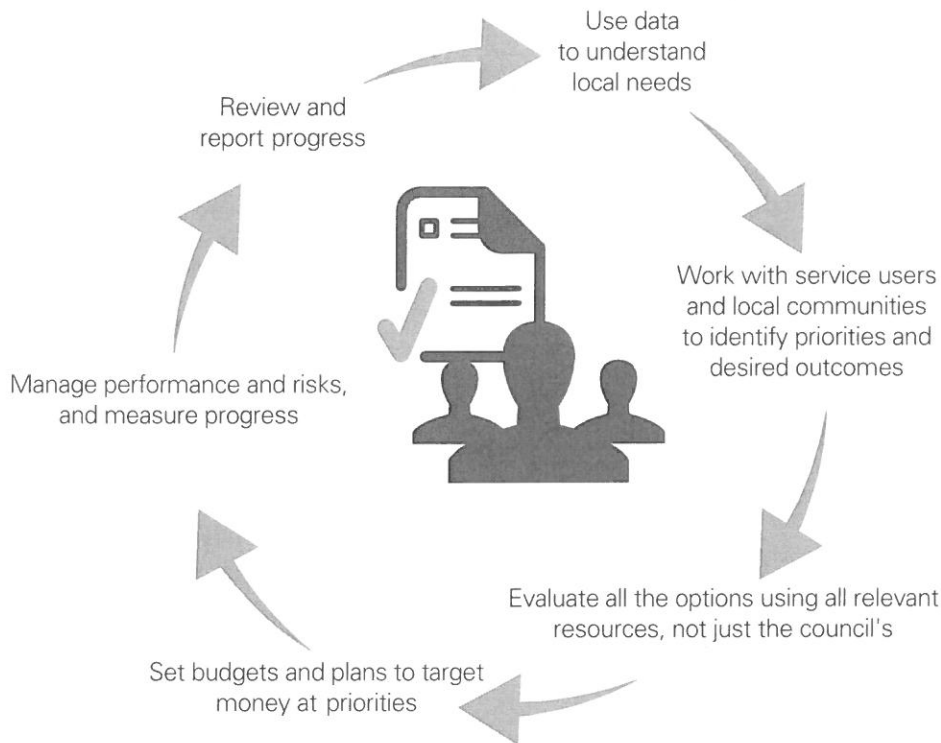 Use data
to understand
local needs
Work with service users
and local communities
to identify priorities and
desired outcomes
Evaluate all the options using all relevant
resources, not just the council's
Set budgets and plans to target
money at priorities
Manage performance and risks,
and measure progress
Review and
report progress